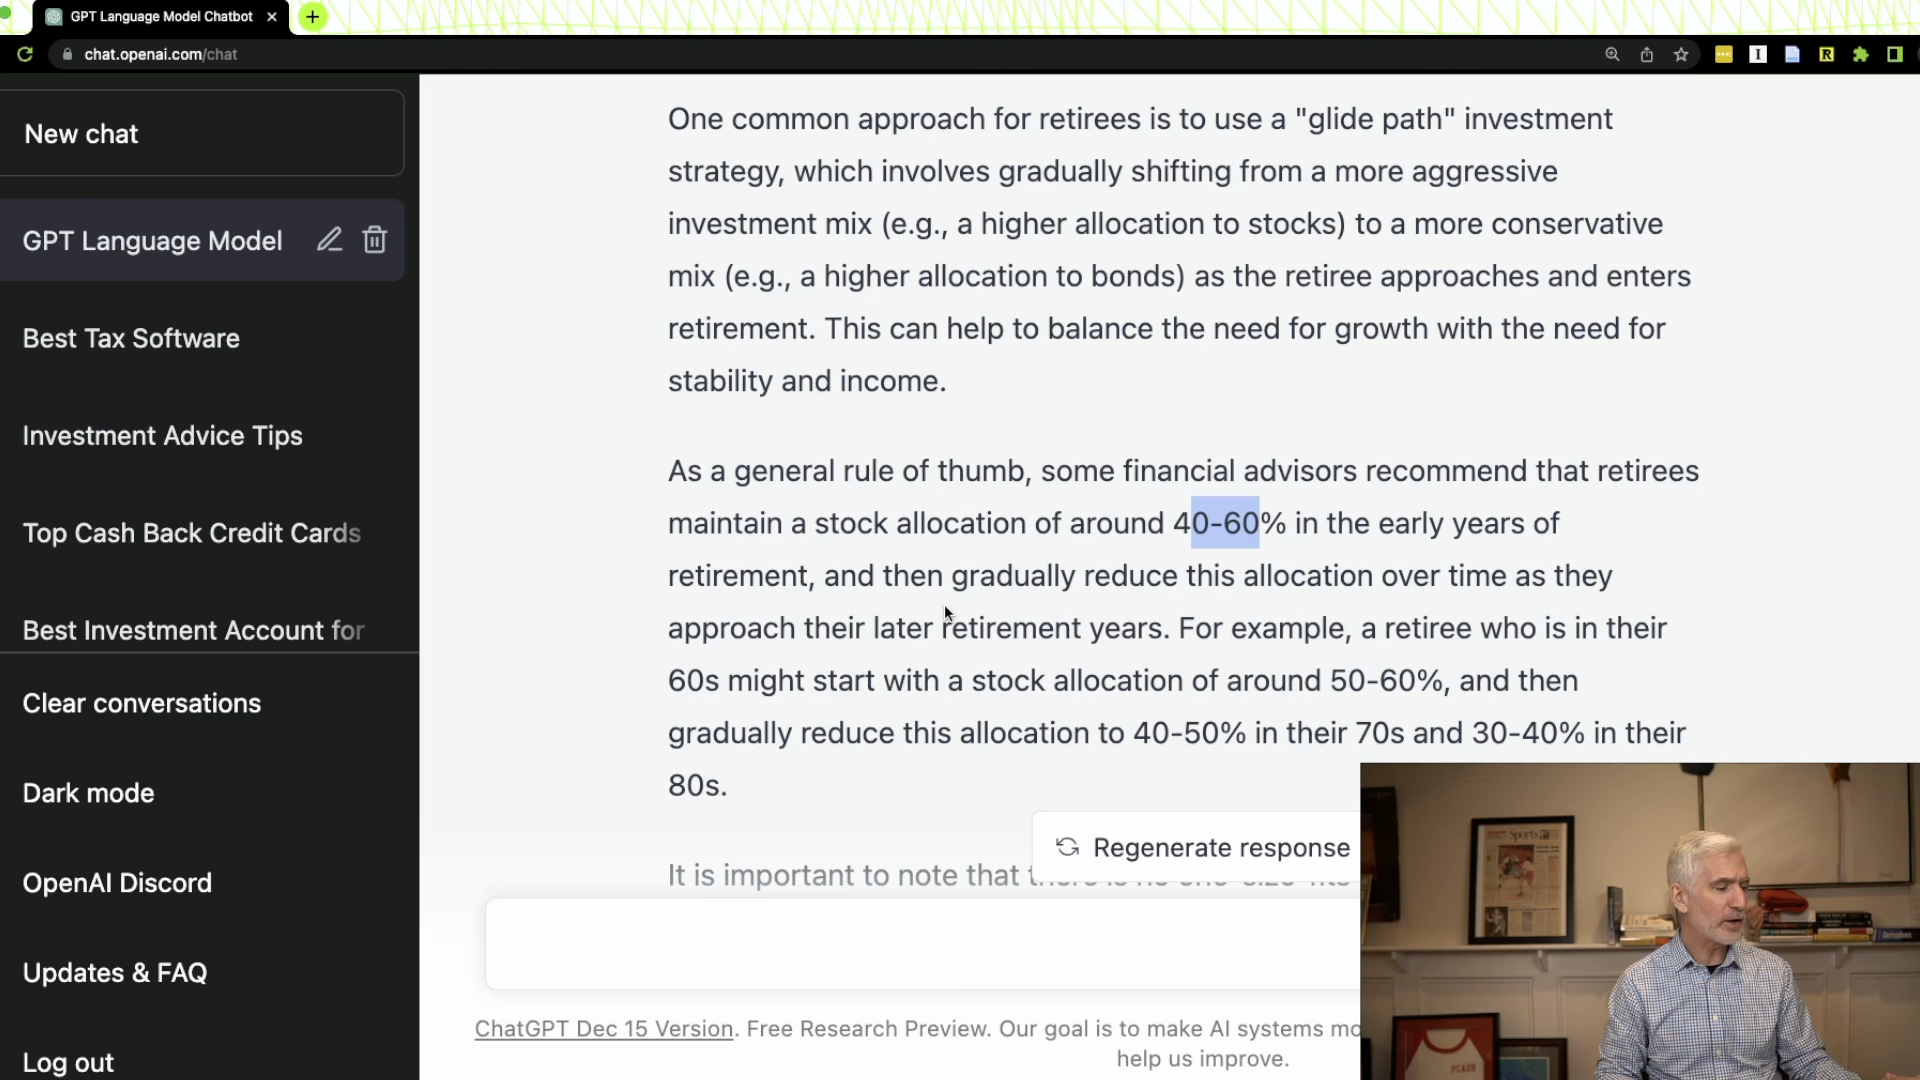 GPT Language Model Chatbot
chat.openai.com/chat
New chat
GPT Language Model
Best Tax Software
Investment Advice Tips
Top Cash Back Credit Cards
Best Investment Account for
Clear conversations
Dark mode
OpenAI Discord
Updates & FAQ
Log out
One common approach for retirees is to use a "glide path" investment
strategy, which involves gradually shifting from a more aggressive
investment mix (e.g., a higher allocation to stocks) to a more conservative
mix (e.g., a higher allocation to bonds) as the retiree approaches and enters
retirement. This can help to balance the need for growth with the need for
stability and income.
As a general rule of thumb, some financial advisors recommend that retirees
maintain a stock allocation of around 40-60% in the early years of
retirement, and then gradually reduce this allocation over time as they
approach their later retirement years. For example, a retiree who is in their
60s might start with a stock allocation of around 50-60%, and then
gradually reduce this allocation to 40-50% in their 70s and 30-40% in their
80s.
It is important to note that
Regenerate response
ChatGPT Dec 15 Version. Free Research Preview. Our goal is to make AI systems mo
help us improve.
Sports